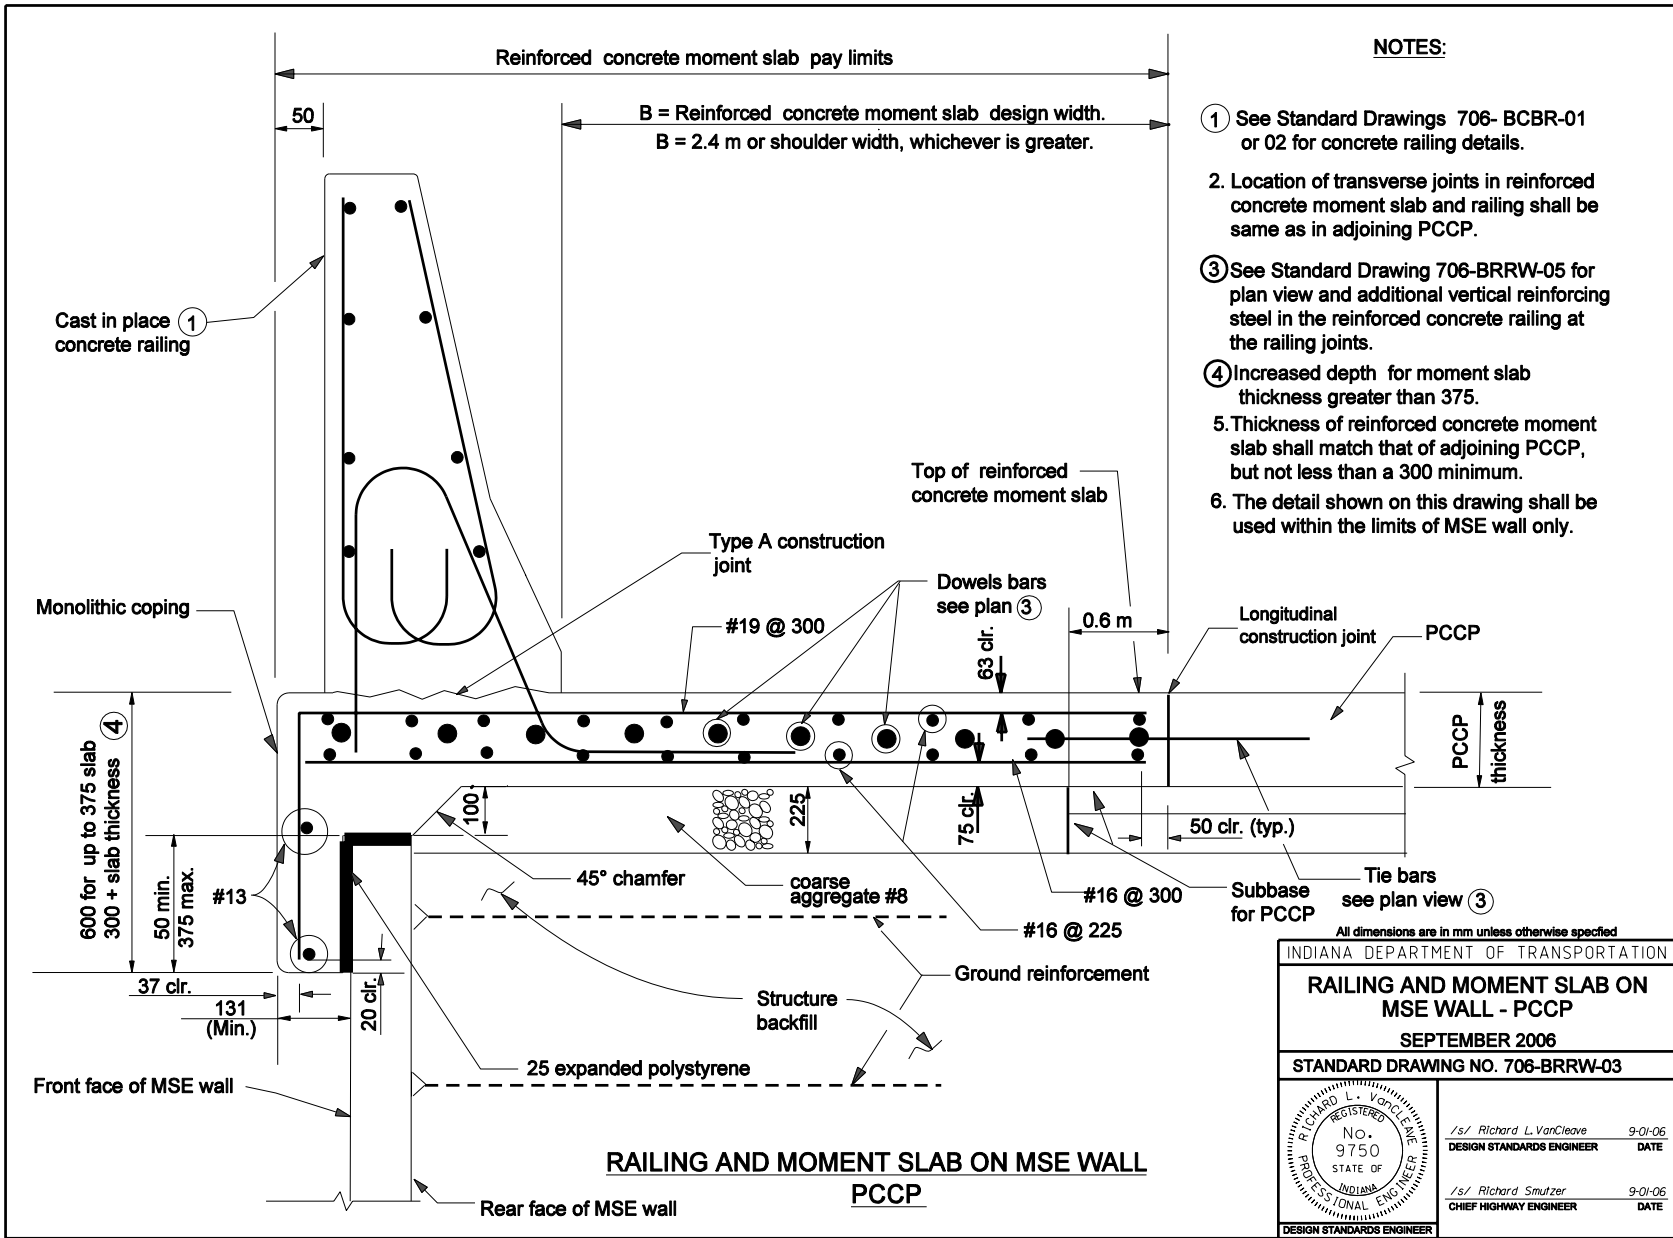 Reinforced concrete moment slab pay limits
50
B = Reinforced concrete moment slab design width.
B = 2.4 m or shoulder width, whichever is greater.
NOTES:
1 See Standard Drawings 706- BCBR-01
or 02 for concrete railing details.
2. Location of transverse joints in reinforced
concrete moment slab and railing shall be
same as in adjoining PCCP.
3 See Standard Drawing 706-BRRW-05 for
plan view and additional vertical reinforcing
steel in the reinforced concrete railing at
the railing joints.
4 Increased depth for moment slab
thickness greater than 375.
5. Thickness of reinforced concrete moment
slab shall match that of adjoining PCCP,
but not less than a 300 minimum.
6. The detail shown on this drawing shall be
used within the limits of MSE wall only.
Cast in place 1
concrete railing
Top of reinforced
concrete moment slab
Type A construction
joint
Monolithic coping
Dowels bars
see plan 3
#19 @ 300
63 clr.
0.6 m
Longitudinal
construction joint
PCCP
PCCP
thickness
600 for up to 375 slab
300 + slab thickness 4
50 min.
375 max.
#13
100
225
75 clr.
50 clr. (typ.)
45° chamfer
coarse
aggregate #8
#16 @ 300
#16 @ 225
Subbase
for PCCP
Tie bars
see plan view 3
37 clr.
131
(Min.)
20 clr.
Ground reinforcement
Structure
backfill
25 expanded polystyrene
Front face of MSE wall
Rear face of MSE wall
RAILING AND MOMENT SLAB ON MSE WALL
PCCP
All dimensions are in mm unless otherwise specfied
INDIANA DEPARTMENT OF TRANSPORTATION
RAILING AND MOMENT SLAB ON
MSE WALL - PCCP
SEPTEMBER 2006
STANDARD DRAWING NO. 706-BRRW-03
RICHARD L. VanCLEAVE
REGISTERED
No.
9750
STATE OF
INDIANA
PROFESSIONAL ENGINEER
DESIGN STANDARDS ENGINEER
/s/ Richard L. VanCleave 9-01-06
DESIGN STANDARDS ENGINEER DATE
/s/ Richard Smutzer 9-01-06
CHIEF HIGHWAY ENGINEER DATE